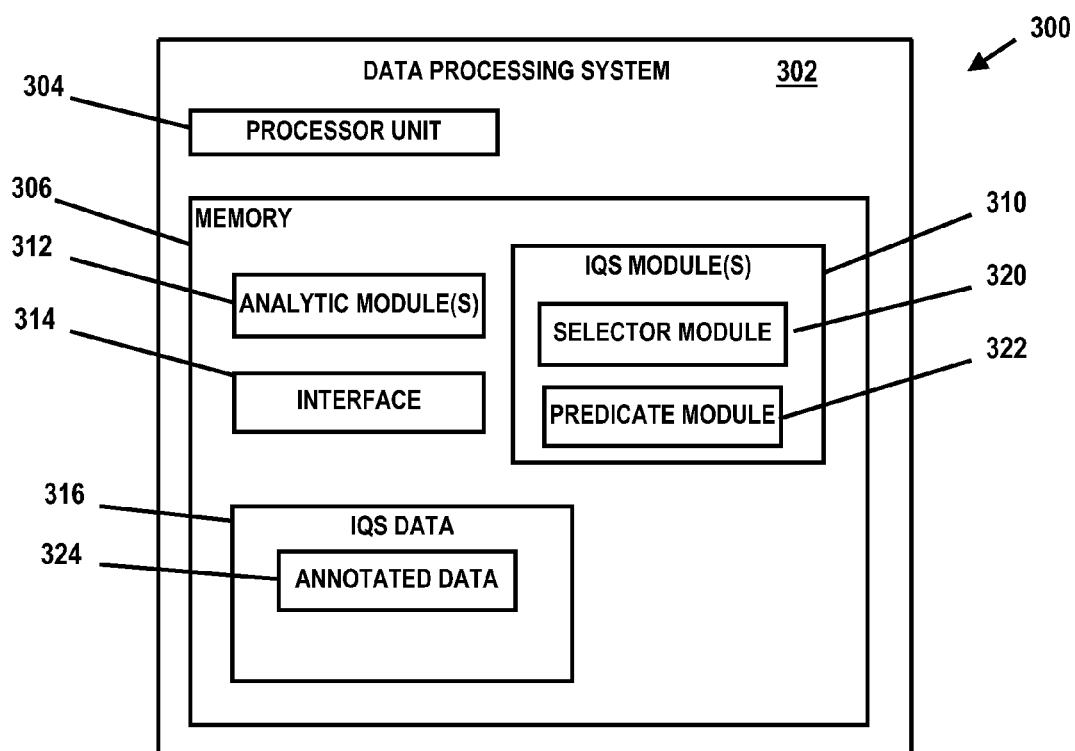 300
DATA PROCESSING SYSTEM 302
304
PROCESSOR UNIT
306
MEMORY
310
IQS MODULE(S)
312
ANALYTIC MODULE(S)
320
SELECTOR MODULE
314
322
INTERFACE
PREDICATE MODULE
316
IQS DATA
324
ANNOTATED DATA